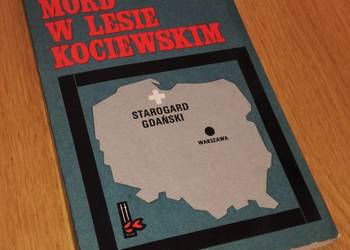 MORD
W LESIE
KOCIEWSKIM
STAROGARD
GDAŃSKI
WARSZAWA